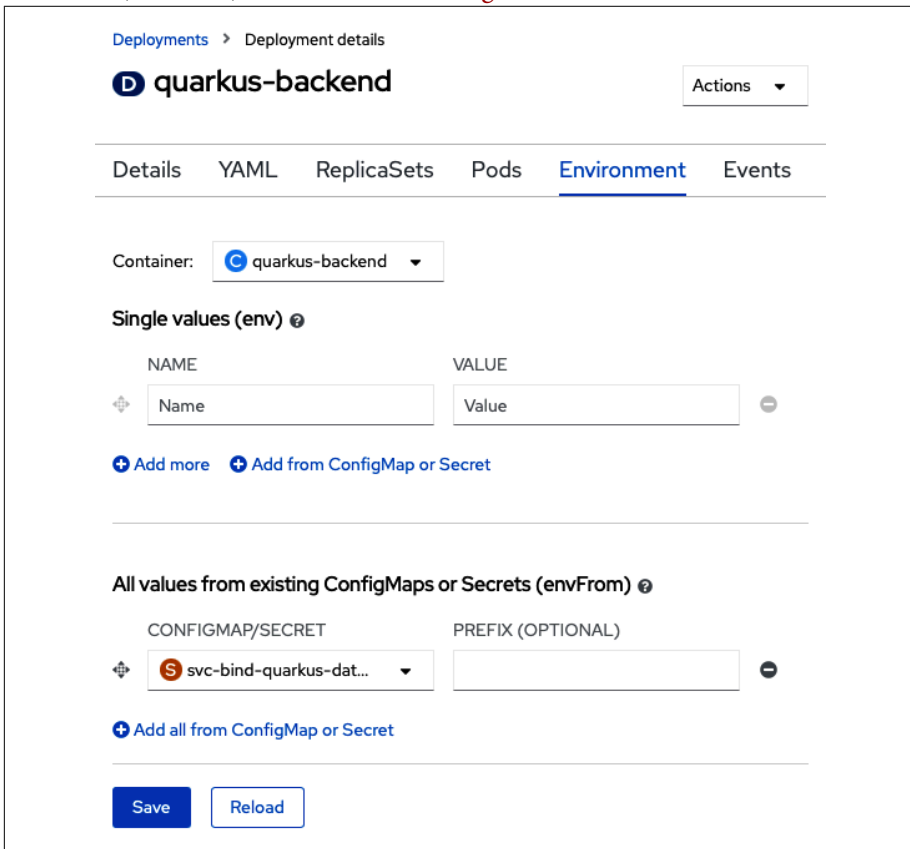 Deployments > Deployment details
D quarkus-backend
Actions
Details YAML ReplicaSets Pods Environment Events
Container: C quarkus-backend
Single values (env)
NAME VALUE
Name Value
Add more Add from ConfigMap or Secret
All values from existing ConfigMaps or Secrets (envFrom)
CONFIGMAP/SECRET PREFIX (OPTIONAL)
S svc-bind-quarkus-dat...
Add all from ConfigMap or Secret
Save Reload